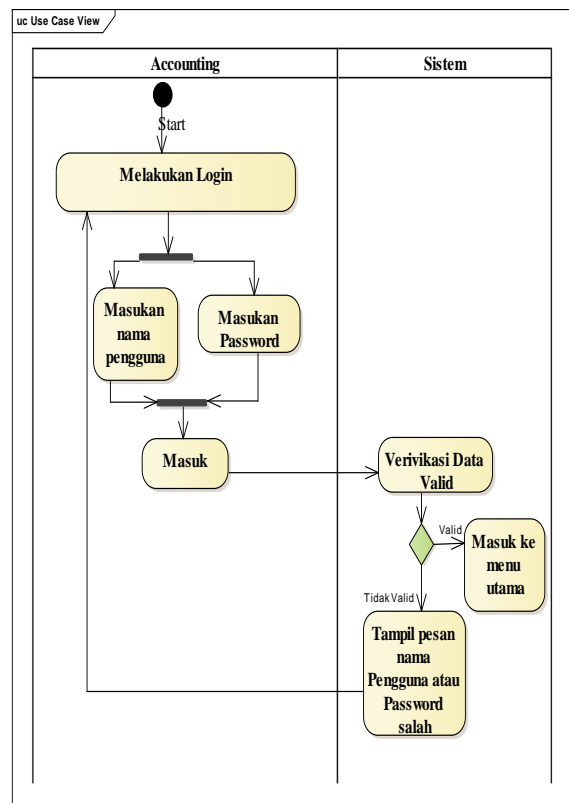 uc Use Case View
Accounting
Sistem
Start
Melakukan Login
Masukan
nama
pengguna
Masukan
Password
Masuk
Verivikasi Data
Valid
Valid
Masuk ke
menu
utama
Tidak Valid
Tampil pesan
nama
Pengguna atau
Password
salah